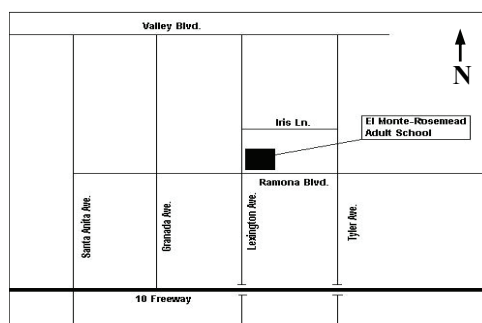 Valley Blvd.
N
Iris Ln.
El Monte-Rosemead
Adult School
Ramona Blvd.
Santa Anita Ave.
Granada Ave.
Lexington Ave.
Tyler Ave.
10 Freeway